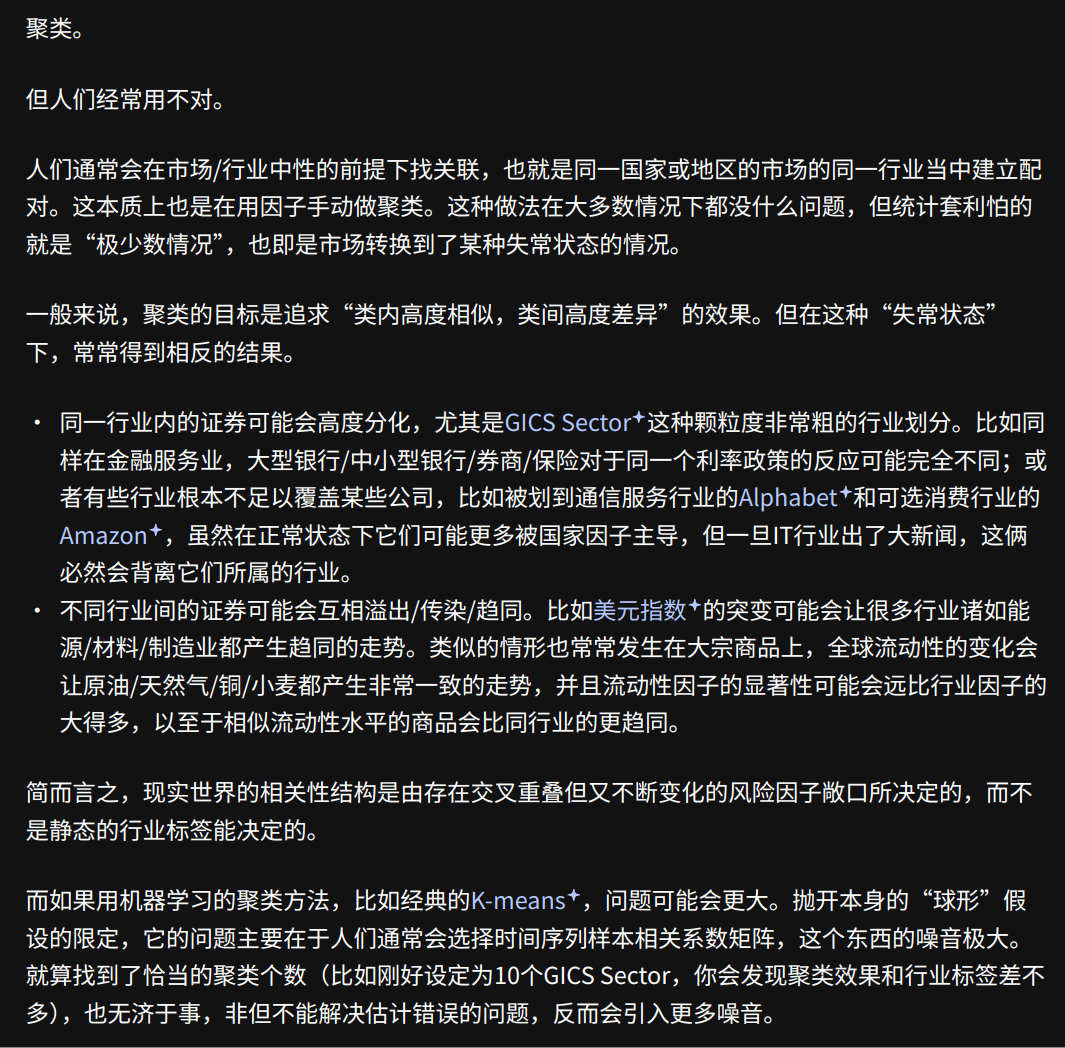 聚类。
但人们经常用不对。
人们通常会在市场/行业中性的前提下找关联，也就是同一国家或地区的市场的同一行业当中建立配
对。这本质上也是在用因子手动做聚类。这种做法在大多数情况下都没什么问题，但统计套利怕的
就是“极少数情况”，也即是市场转换到了某种失常状态的情况。
一般来说，聚类的目标是追求“类内高度相似，类间高度差异”的效果。但在这种“失常状态”
下，常常得到相反的结果。
• 同一行业内的证券可能会高度分化，尤其是GICS Sector这种颗粒度非常粗的行业划分。比如同
样在金融服务业，大型银行/中小型银行/券商/保险对于同一个利率政策的反应可能完全不同；或
者有些行业根本不足以覆盖某些公司，比如被划到通信服务行业的Alphabet和可选消费行业的
Amazon，虽然在正常状态下它们可能更多被国家因子主导，但一旦IT行业出了大新闻，这俩
必然会背离它们所属的行业。
• 不同行业间的证券可能会互相溢出/传染/趋同。比如美元指数的突变可能会让很多行业诸如能
源/材料/制造业都产生趋同的走势。类似的情形也常常发生在大宗商品上，全球流动性的变化会
让原油/天然气/铜/小麦都产生非常一致的走势，并且流动性因子的显著性可能会远比行业因子的
大得多，以至于相似流动性水平的商品会比同行业的更趋同。
简而言之，现实世界的相关性结构是由存在交叉重叠但又不断变化的风险因子敞口所决定的，而不
是静态的行业标签能决定的。
而如果用机器学习的聚类方法，比如经典的K-means，问题可能会更大。抛开本身的“球形”假
设的限定，它的问题主要在于人们通常会选择时间序列样本相关系数矩阵，这个东西的噪音极大。
就算找到了恰当的聚类个数（比如刚好设定为10个GICS Sector，你会发现聚类效果和行业标签差不
多），也无济于事，非但不能解决估计错误的问题，反而会引入更多噪音。